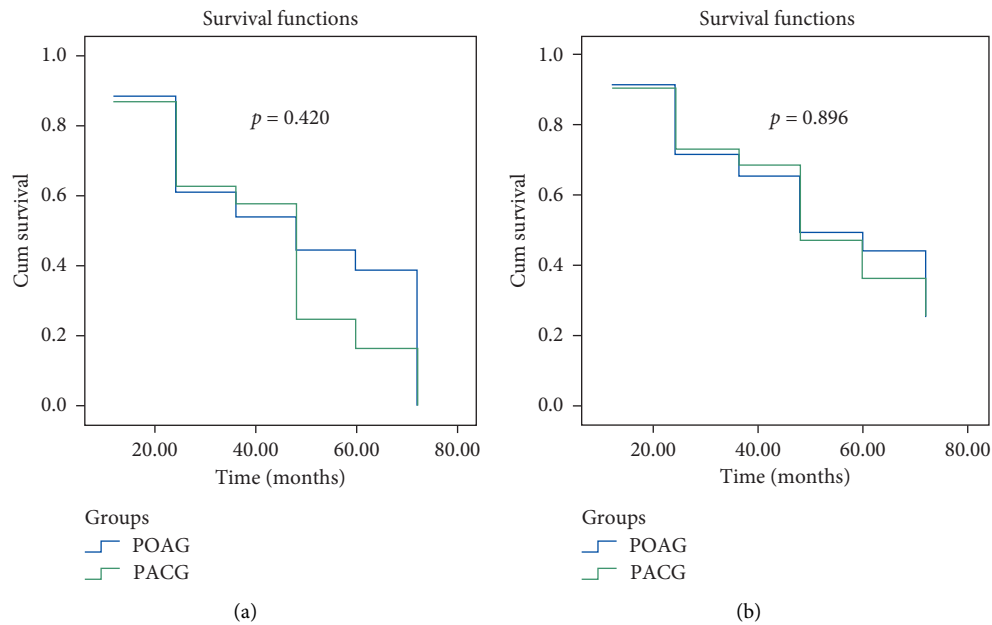 Survival functions
1.0
0.8
0.6
0.4
0.2
0.0
Cum survival
p = 0.420
20.00 40.00 60.00 80.00
Time (months)
Groups
POAG
PACG
(a)
Survival functions
1.0
0.8
0.6
0.4
0.2
0.0
Cum survival
p = 0.896
20.00 40.00 60.00 80.00
Time (months)
Groups
POAG
PACG
(b)